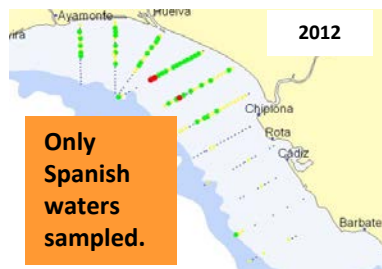 Ayamonte
Huelva
2012
Chipiona
Rota
Cádiz
Barbate
Only
Spanish
waters
sampled.